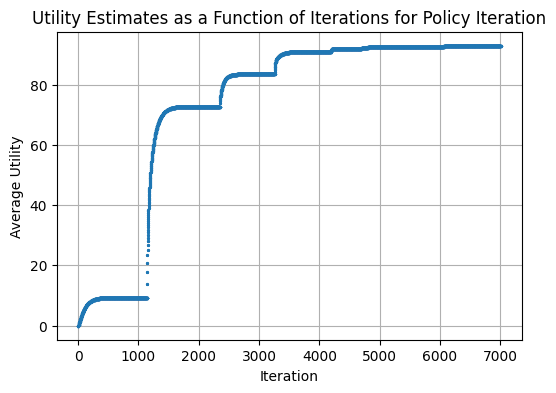 Utility Estimates as a Function of Iterations for Policy Iteration
Average Utility
80
60
40
20
0
0 1000 2000 3000 4000 5000 6000 7000
Iteration